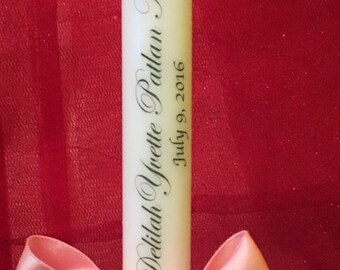 Delilah Yvette Patlan
July 9, 2016